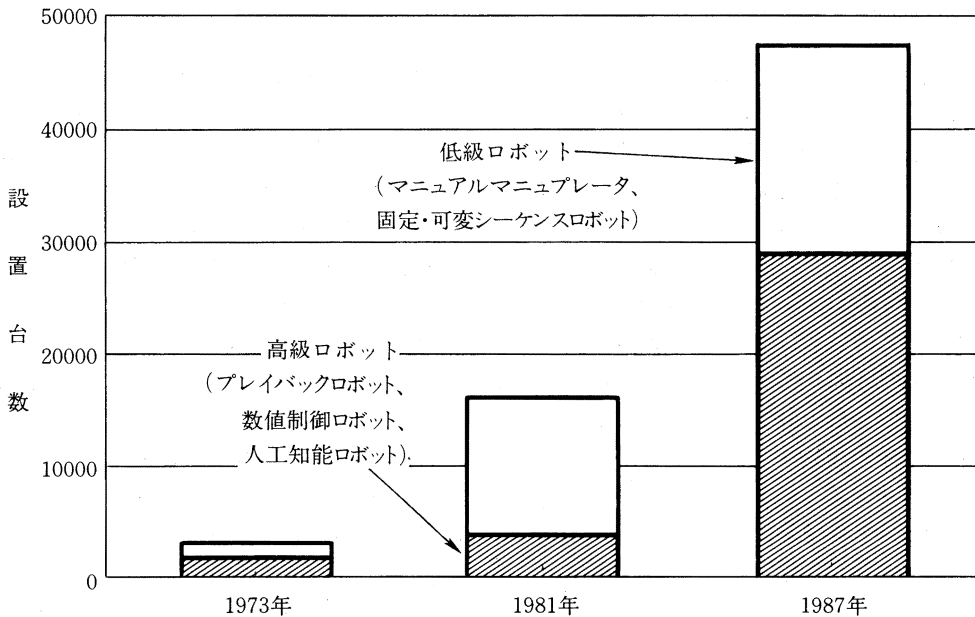 50000
40000
30000
20000
10000
0
設置台数
低級ロボット
(マニュアルマニュプレータ、
固定・可変シーケンスロボット)
高級ロボット
(プレイバックロボット、
数値制御ロボット、
人工知能ロボット)
1973年
1981年
1987年